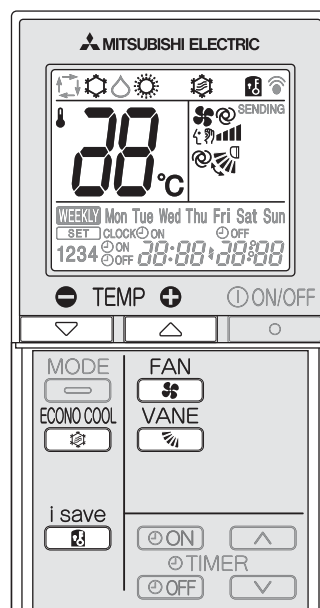 MITSUBISHI ELECTRIC
SENDING
88°C
WEEKLY Mon Tue Wed Thu Fri Sat Sun
SET CLOCK ON OFF
1234 ON OFF 88:88 88:88
TEMP ON/OFF
MODE FAN
ECONO COOL VANE
i save
ON
TIMER
OFF